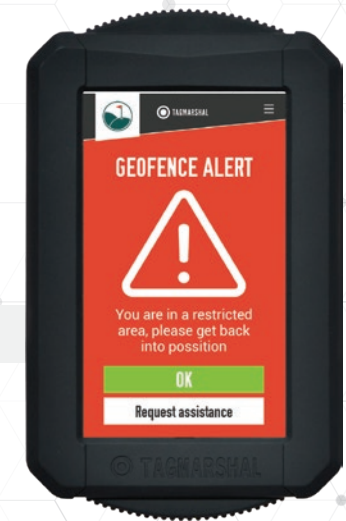 TAGMARSHAL
GEOFENCE ALERT
!
You are in a restricted
area, please get back
into possition
OK
Request assistance
TAGMARSHAL